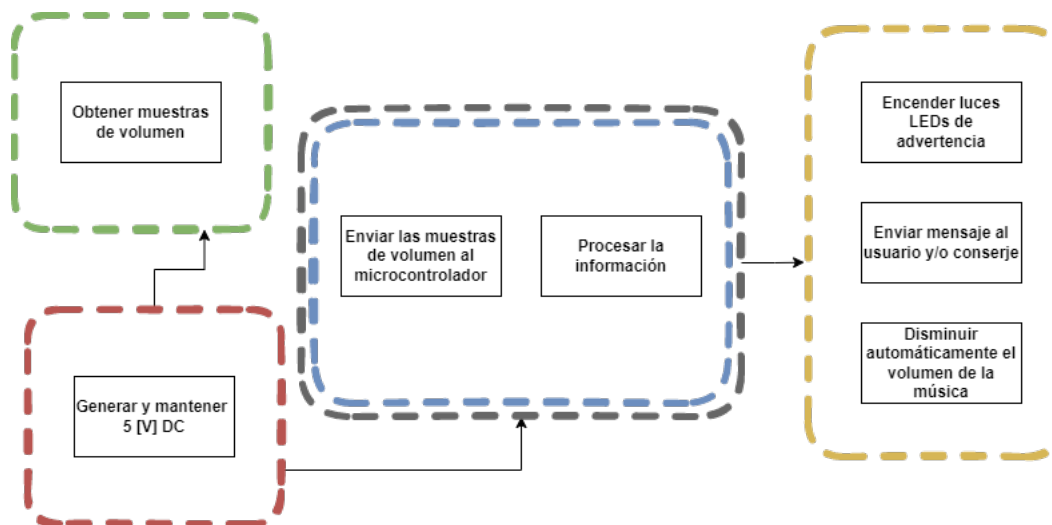 Obtener muestras
de volumen
Generar y mantener
5 [V] DC
Enviar las muestras
de volumen al
microcontrolador
Procesar la
información
Encender luces
LEDs de
advertencia
Enviar mensaje al
usuario y/o conserje
Disminuir
automáticamente el
volumen de la
música